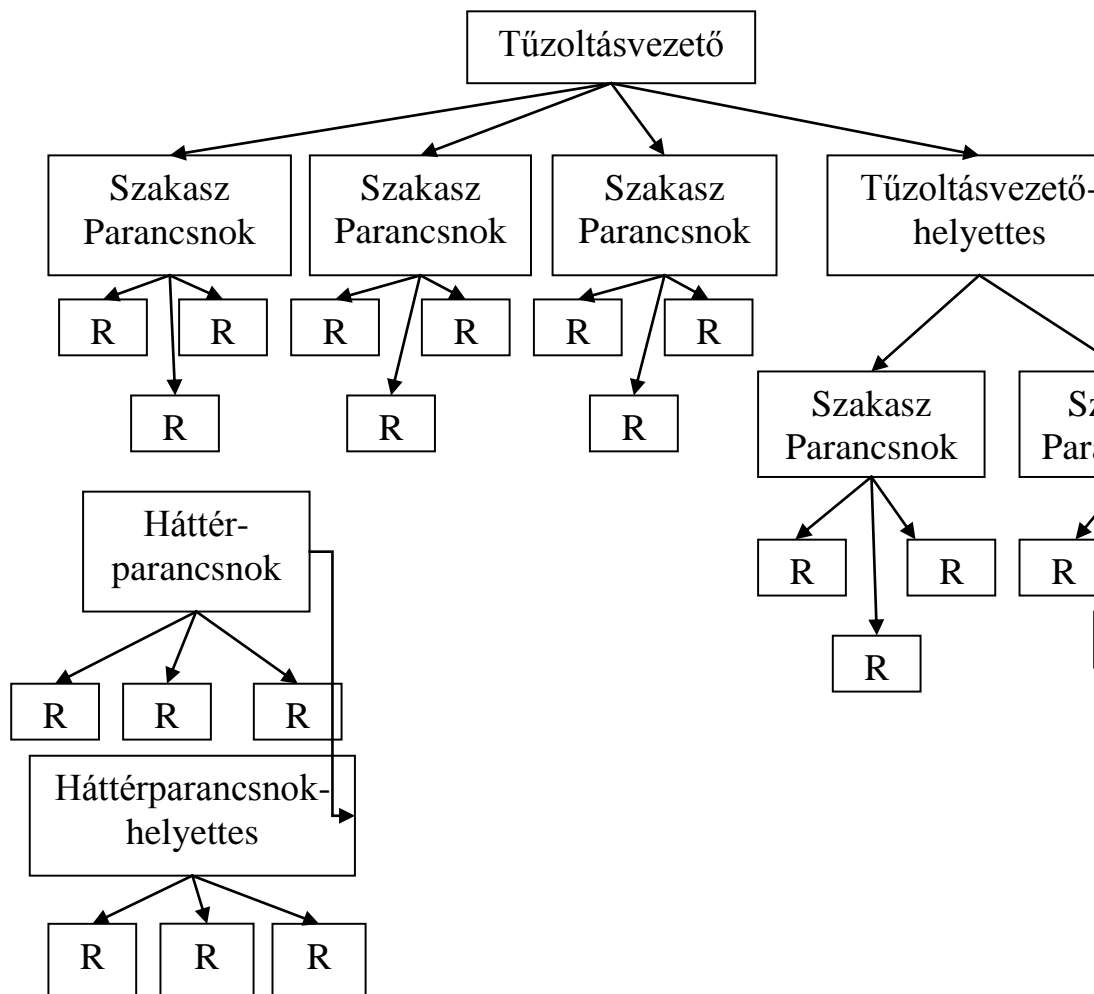 Tűzoltásvezető
Szakasz
Parancsnok
Szakasz
Parancsnok
Szakasz
Parancsnok
Tűzoltásvezető-
helyettes
R
R
R
R
R
R
R
R
R
Szakasz
Parancsnok
Háttér-
parancsnok
R
R
R
R
R
R
R
Háttérparancsnok-
helyettes
R
R
R